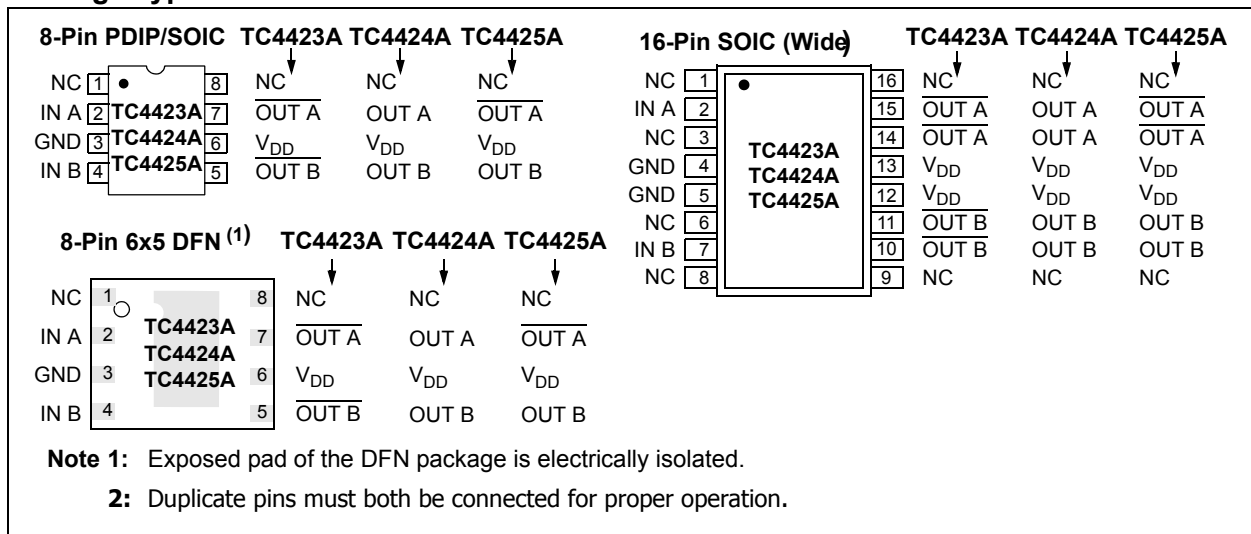 8-Pin PDIP/SOIC TC4423A TC4424A TC4425A
NC 1 8 NC NC NC
IN A 2 TC4423A 7 OUT A OUT A OUT A
GND 3 TC4424A 6 VDD VDD VDD
IN B 4 TC4425A 5 OUT B OUT B OUT B
16-Pin SOIC (Wide) TC4423A TC4424A TC4425A
NC 1 16 NC NC NC
IN A 2 15 OUT A OUT A OUT A
NC 3 14 OUT A OUT A OUT A
TC4423A
GND 4 13 VDD VDD VDD
TC4424A
GND 5 12 VDD VDD VDD
TC4425A
NC 6 11 OUT B OUT B OUT B
IN B 7 10 OUT B OUT B OUT B
NC 8 9 NC NC NC
8-Pin 6x5 DFN (1) TC4423A TC4424A TC4425A
NC 1 8 NC NC NC
IN A 2 TC4423A 7 OUT A OUT A OUT A
TC4424A
GND 3 TC4425A 6 VDD VDD VDD
IN B 4 5 OUT B OUT B OUT B
Note 1: Exposed pad of the DFN package is electrically isolated.
2: Duplicate pins must both be connected for proper operation.